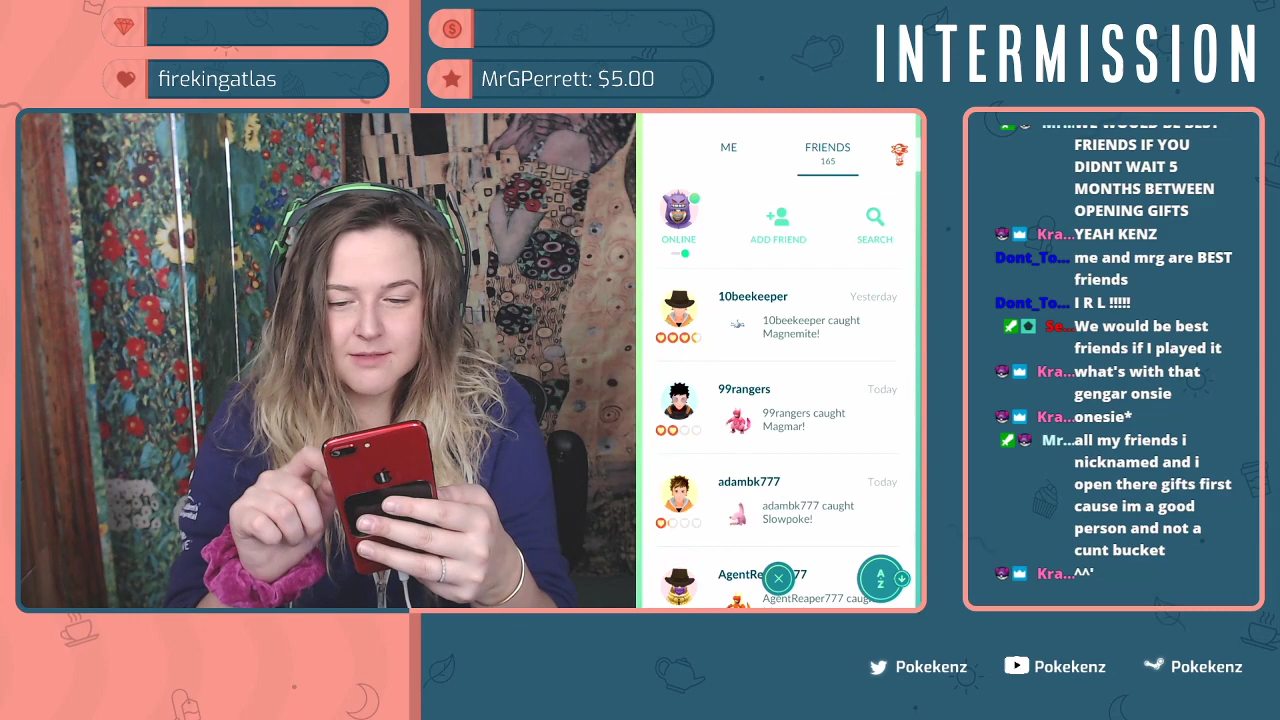 INTERMISSION
firekingatlas
MrGPerrett: $5.00
ME
FRIENDS
165
ONLINE
ADD FRIEND
SEARCH
10beekeeper
Yesterday
10beekeeper caught
Magnemite!
99rangers
Today
99rangers caught
Magmar!
adambk777
Today
adambk777 caught
Slowpoke!
A
Z
WE WOULD BE BEST
FRIENDS IF YOU
DIDNT WAIT 5
MONTHS BETWEEN
OPENING GIFTS
Kra... YEAH KENZ
Dont_To... me and mrg are BEST
friends
Dont_To... I R L !!!!!
Se... We would be best
friends if I played it
Kra... what's with that
gengar onsie
Kra... onesie*
Mr... all my friends i
nicknamed and i
open there gifts first
cause im a good
person and not a
cunt bucket
Kra... ^^'
Pokekenz
Pokekenz
Pokekenz